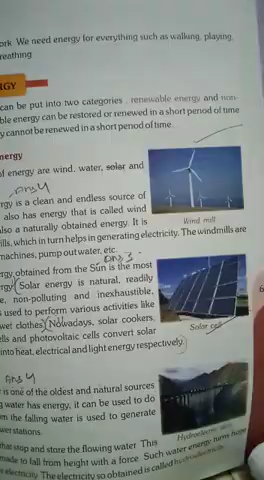 ork. We need energy for everything such as walking, playing,
reathing.
RGY
can be put into two categories : renewable energy and non-
ble energy can be restored or renewed in a short period of time
y cannot be renewed in a short period of time.
nergy
of energy are wind, water, solar and
Ans 4
rgy is a clean and endless source of
also has energy that is called wind
lso a naturally obtained energy. It is
Wind mill
ills, which in turn helps in generating electricity. The windmills are
machines, pump out water, etc.
Ans 3
rgy obtained from the Sun is the most
rgy. Solar energy is natural, readily
e, non-polluting and inexhaustible.
s used to perform various activities like
wet clothes. Nowadays, solar cookers,
Solar cell
ells and photovoltaic cells convert solar
into heat, electrical and light energy respectively.
Ans 4
is one of the oldest and natural sources
g water has energy, it can be used to do
m the falling water is used to generate
wer stations.
Hydroelectric
that stop and store the flowing water. This
made to fall from height with a force. Such water energy turns huge
electricity. The electricity so obtained is called hydroelectricity.